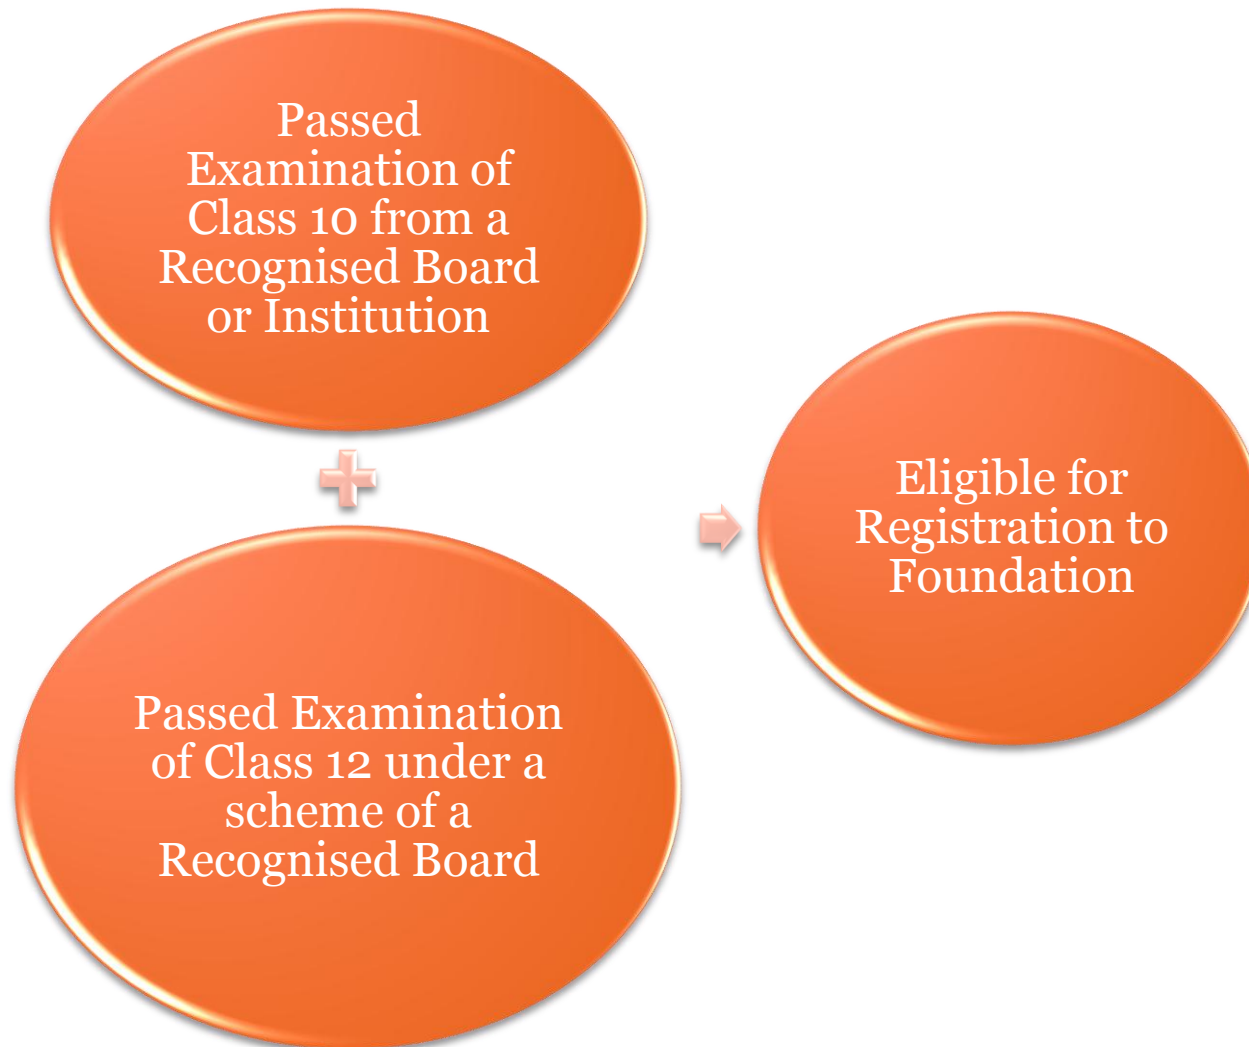 Passed
Examination of
Class 10 from a
Recognised Board
or Institution
Passed Examination
of Class 12 under a
scheme of a
Recognised Board
Eligible for
Registration to
Foundation